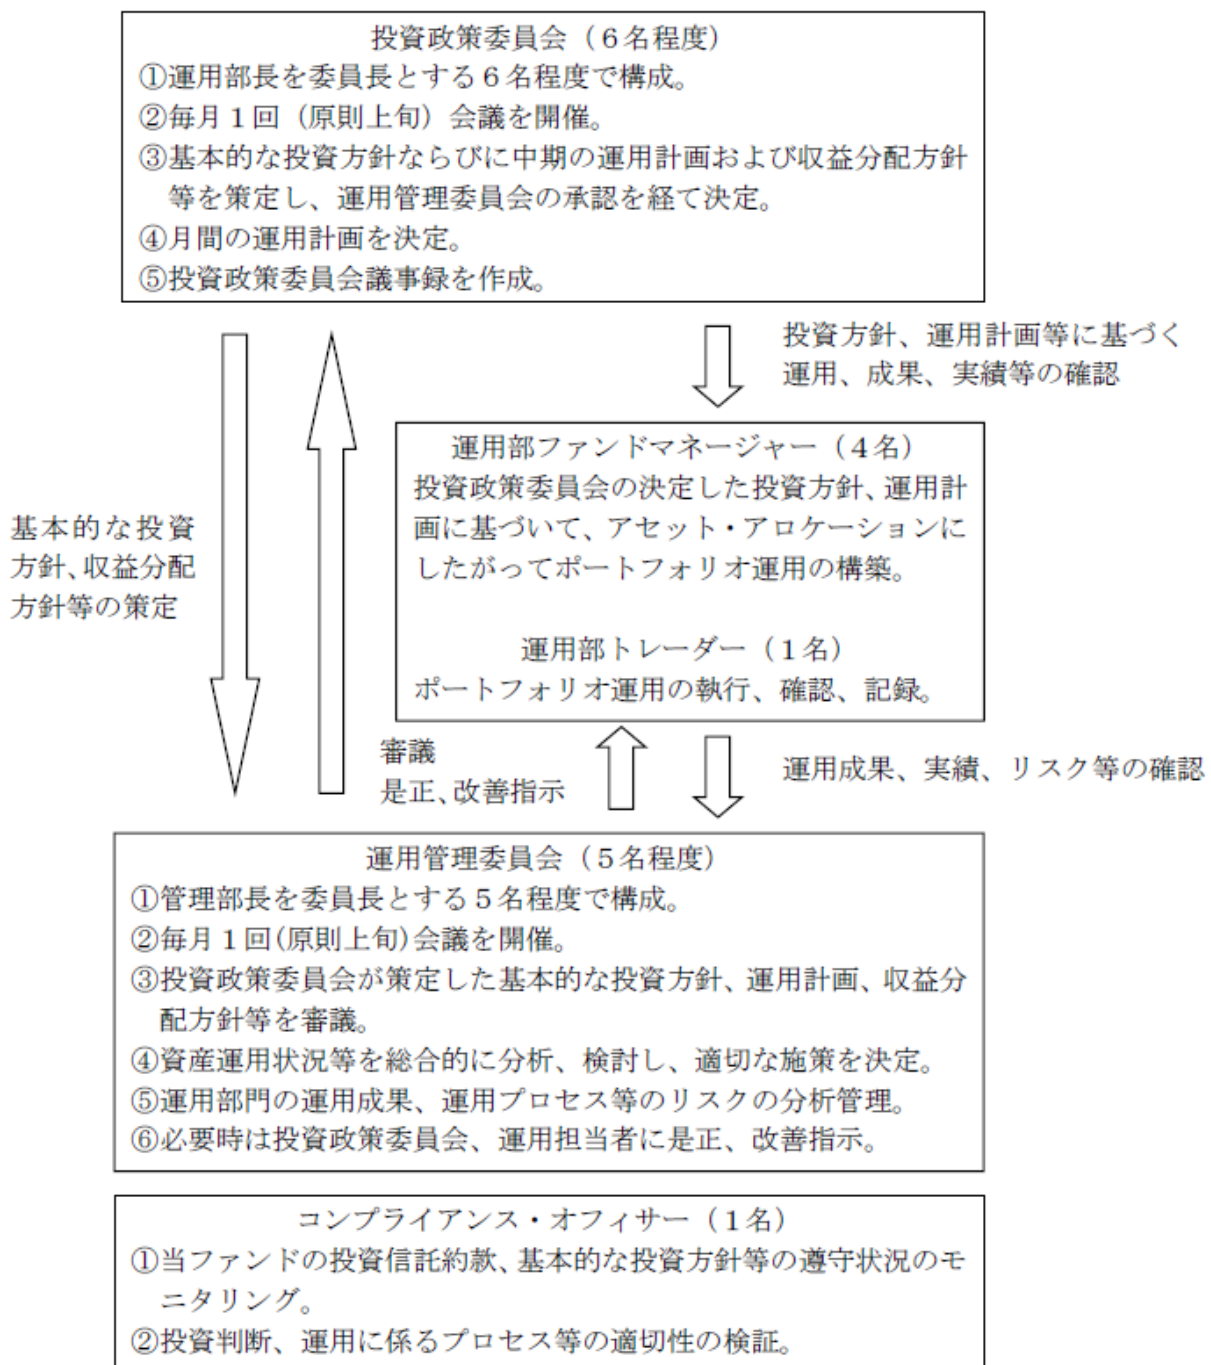 投資政策委員会（６名程度）
①運用部長を委員長とする６名程度で構成。
②毎月１回（原則上旬）会議を開催。
③基本的な投資方針ならびに中期の運用計画および収益分配方針
等を策定し、運用管理委員会の承認を経て決定。
④月間の運用計画を決定。
⑤投資政策委員会議事録を作成。
投資方針、運用計画等に基づく
運用、成果、実績等の確認
運用部ファンドマネージャー（４名）
投資政策委員会の決定した投資方針、運用計
画に基づいて、アセット・アロケーションに
したがってポートフォリオ運用の構築。
運用部トレーダー（１名）
ポートフォリオ運用の執行、確認、記録。
基本的な投資
方針、収益分配
方針等の策定
審議
是正、改善指示
運用成果、実績、リスク等の確認
運用管理委員会（５名程度）
①管理部長を委員長とする５名程度で構成。
②毎月１回(原則上旬)会議を開催。
③投資政策委員会が策定した基本的な投資方針、運用計画、収益分
配方針等を審議。
④資産運用状況等を総合的に分析、検討し、適切な施策を決定。
⑤運用部門の運用成果、運用プロセス等のリスクの分析管理。
⑥必要時は投資政策委員会、運用担当者に是正、改善指示。
コンプライアンス・オフィサー（１名）
①当ファンドの投資信託約款、基本的な投資方針等の遵守状況のモ
ニタリング。
②投資判断、運用に係るプロセス等の適切性の検証。